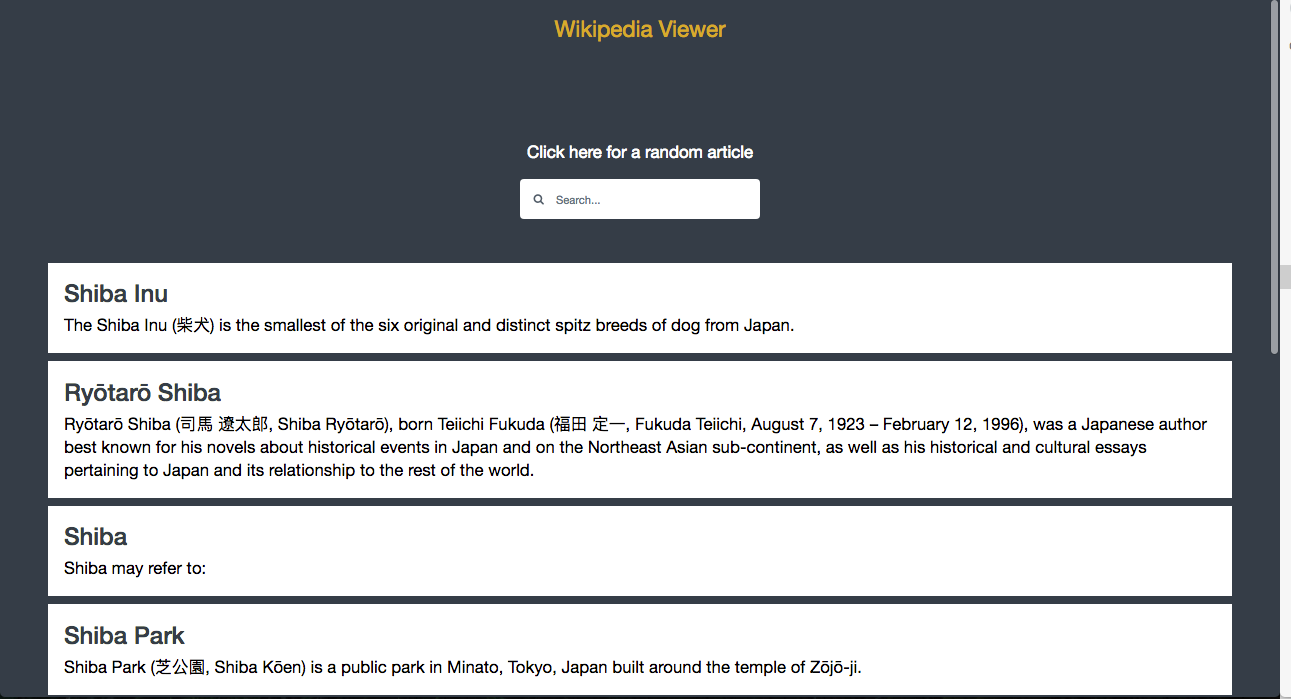 Wikipedia Viewer
Click here for a random article
Search...
Shiba Inu
The Shiba Inu (柴犬) is the smallest of the six original and distinct spitz breeds of dog from Japan.
Ryōtarō Shiba
Ryōtarō Shiba (司馬 遼太郎, Shiba Ryōtarō), born Teiichi Fukuda (福田 定一, Fukuda Teiichi, August 7, 1923 – February 12, 1996), was a Japanese author
best known for his novels about historical events in Japan and on the Northeast Asian sub-continent, as well as his historical and cultural essays
pertaining to Japan and its relationship to the rest of the world.
Shiba
Shiba may refer to:
Shiba Park
Shiba Park (芝公園, Shiba Kōen) is a public park in Minato, Tokyo, Japan built around the temple of Zōjō-ji.